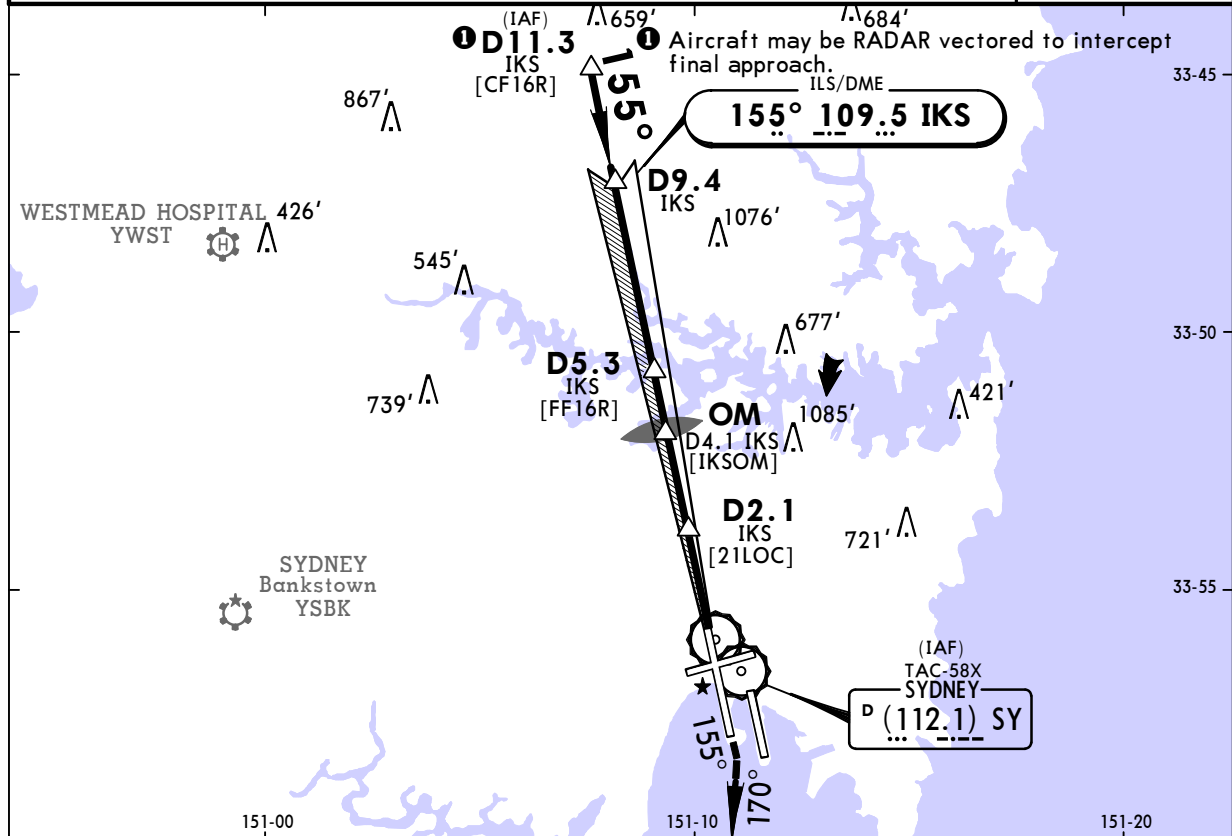 (IAF)
659'
684'
❶ D11.3
IKS
[CF16R]
❶ Aircraft may be RADAR vectored to intercept
final approach.
33-45
155°
ILS/DME
155° 109.5 IKS
867'
D9.4
IKS
WESTMEAD HOSPITAL
YWST
H
426'
1076'
545'
677'
33-50
D5.3
IKS
[FF16R]
739'
OM
D4.1 IKS
[IKSOM]
1085'
421'
D2.1
IKS
[21LOC]
721'
SYDNEY
Bankstown
YSBK
33-55
(IAF)
TAC-58X
SYDNEY
D (112.1) SY
155°
170°
151-00
151-10
151-20